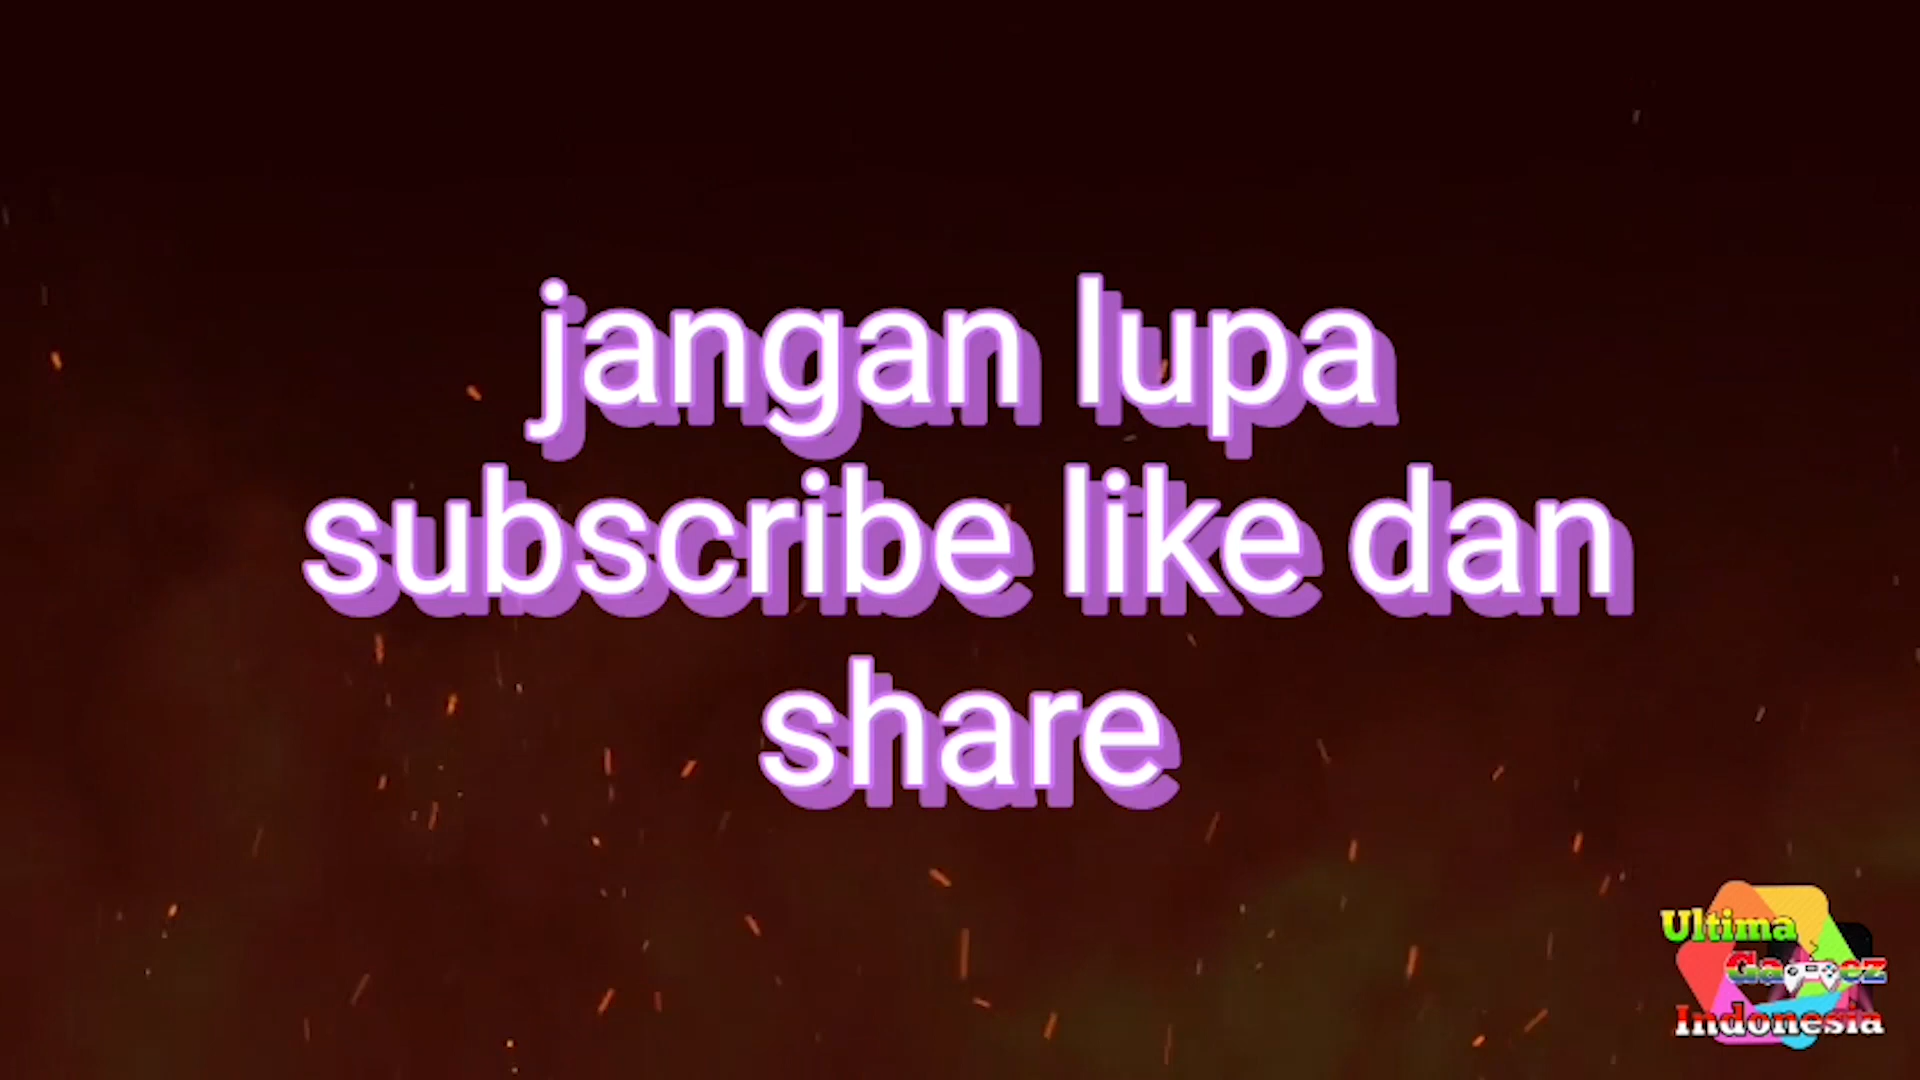 jangan lupa
subscribe like dan
share
Ultima
Indonesia